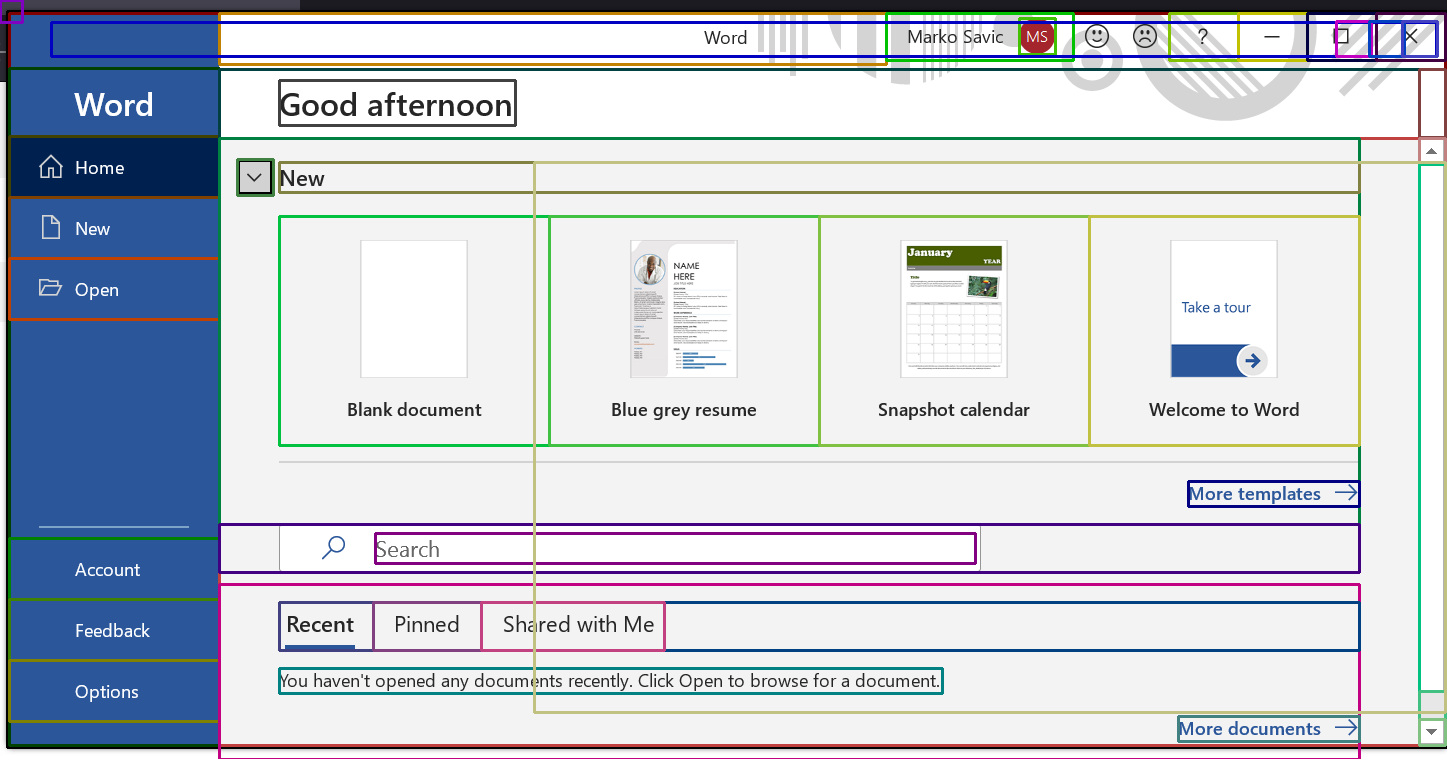 Word
Marko Savic
MS
?
Word
Good afternoon
Home
New
Open
Account
Feedback
Options
New
NAME
HERE
January
YEAR
Take a tour
Blank document
Blue grey resume
Snapshot calendar
Welcome to Word
More templates
Search
Recent
Pinned
Shared with Me
You haven't opened any documents recently. Click Open to browse for a document.
More documents